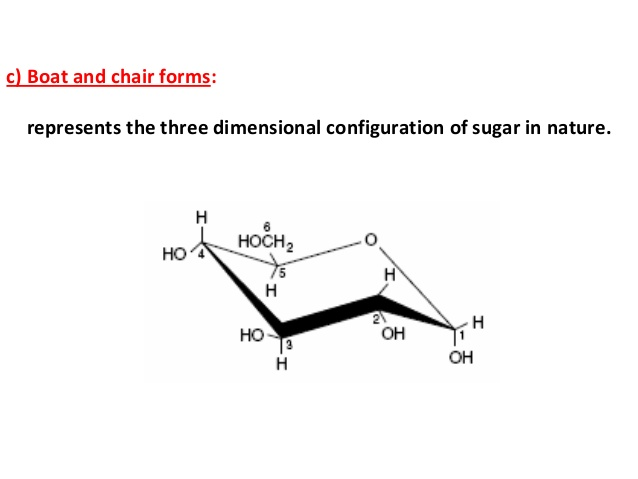 c) Boat and chair forms:
represents the three dimensional configuration of sugar in nature.
H
6
HOCH2
O
HO
4
5
H
H
2
HO
3
OH
1
H
H
OH